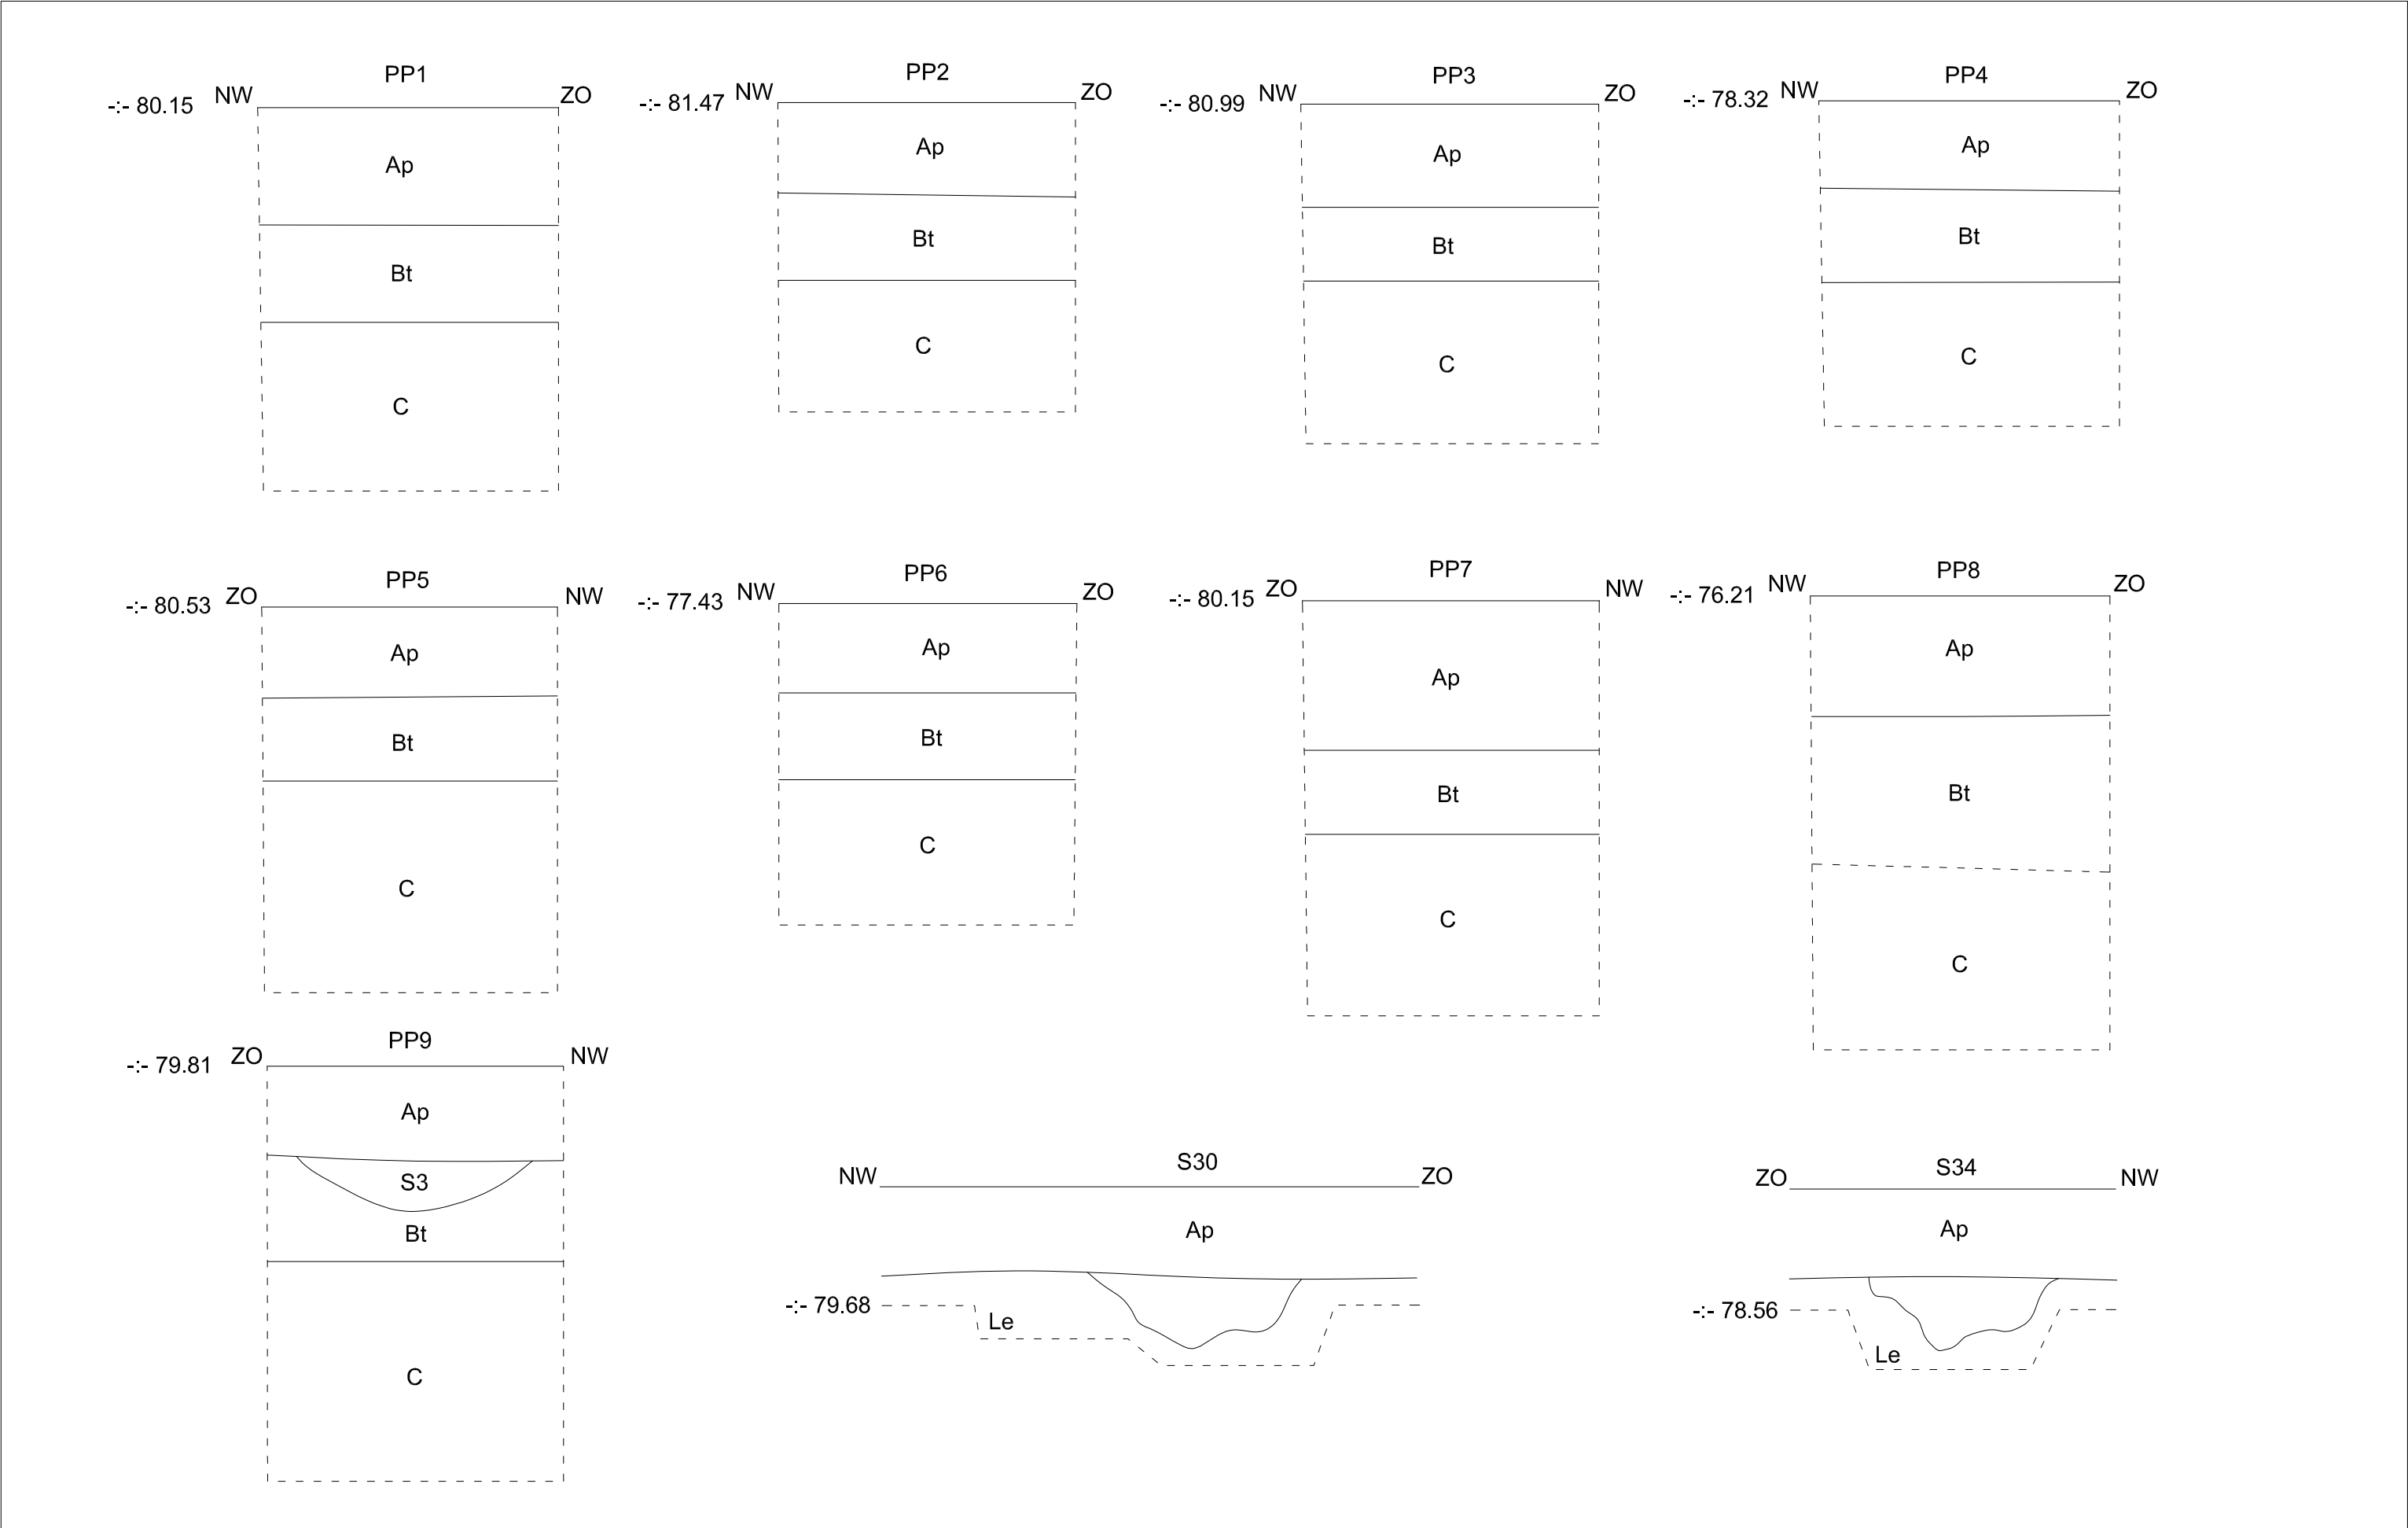 PP1
-:- 80.15 NW ZO
Ap
Bt
C
PP2
-:- 81.47 NW ZO
Ap
Bt
C
PP3
-:- 80.99 NW ZO
Ap
Bt
C
PP4
-:- 78.32 NW ZO
Ap
Bt
C
PP5
-:- 80.53 ZO NW
Ap
Bt
C
PP6
-:- 77.43 NW ZO
Ap
Bt
C
PP7
-:- 80.15 ZO NW
Ap
Bt
C
PP8
-:- 76.21 NW ZO
Ap
Bt
C
PP9
-:- 79.81 ZO NW
Ap
S3
Bt
C
S30
NW ZO
Ap
-:- 79.68
Le
S34
ZO NW
Ap
-:- 78.56
Le